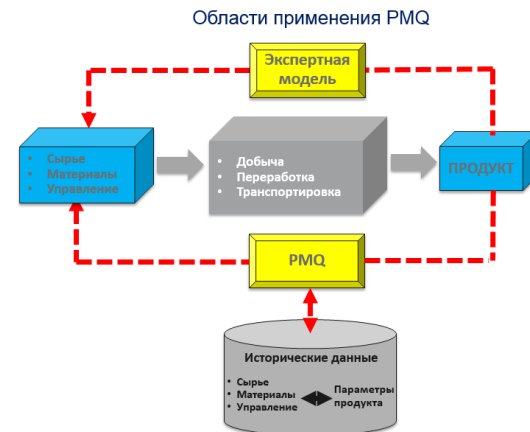 Области применения PMQ
Экспертная
модель
• Сырье
• Материалы
• Управление
• Добыча
• Переработка
• Транспортировка
ПРОДУКТ
PMQ
Исторические данные
• Сырье
• Материалы
• Управление
Параметры
продукта